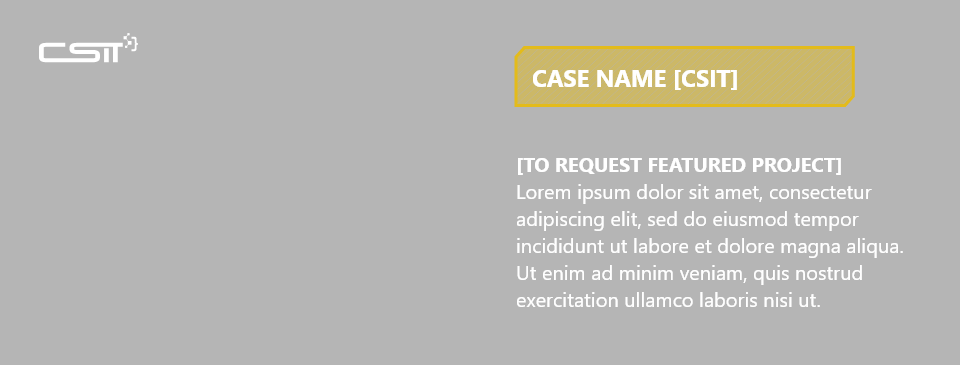 CSIT
CASE NAME [CSIT]
[TO REQUEST FEATURED PROJECT]
Lorem ipsum dolor sit amet, consectetur
adipiscing elit, sed do eiusmod tempor
incididunt ut labore et dolore magna aliqua.
Ut enim ad minim veniam, quis nostrud
exercitation ullamco laboris nisi ut.